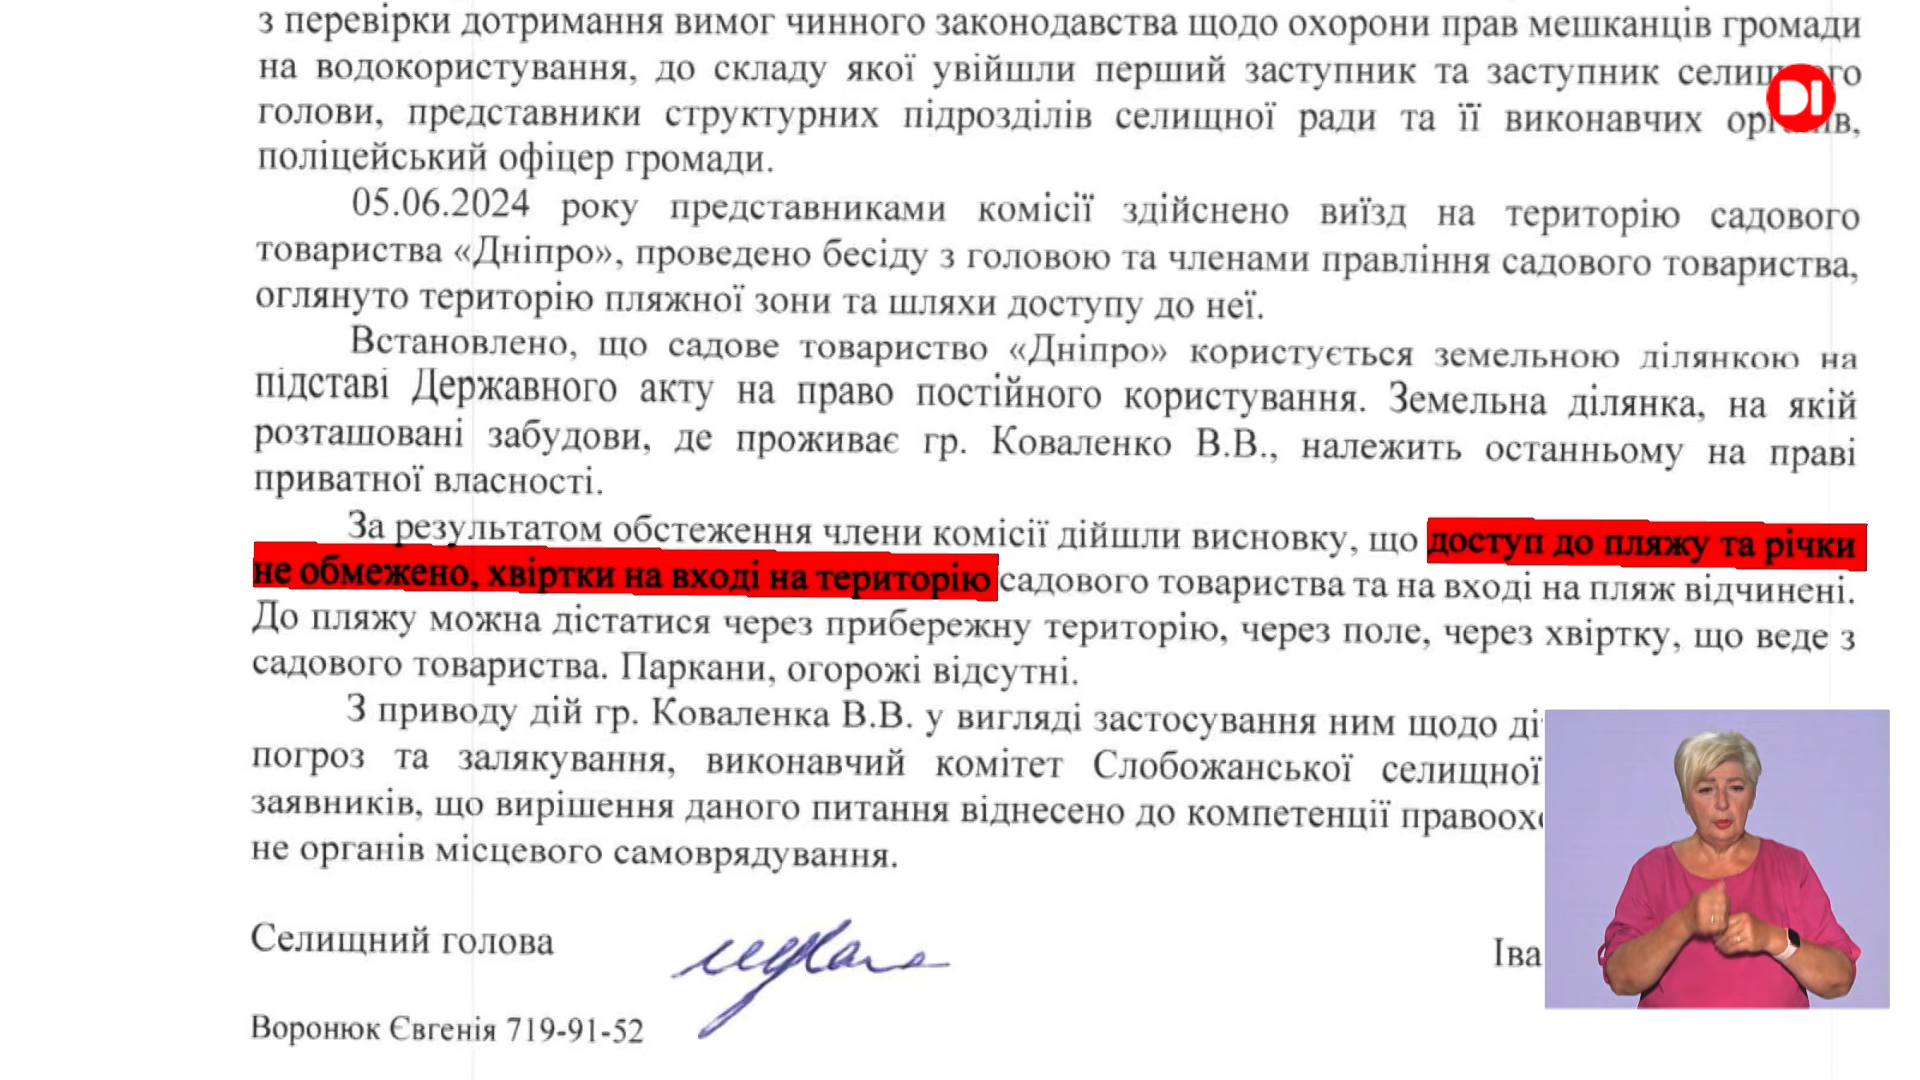 з перевірки дотримання вимог чинного законодавства щодо охорони прав мешканців громади
на водокористування, до складу якої увійшли перший заступник та заступник селищного
голови, представники структурних підрозділів селищної ради та її виконавчих органів,
поліцейський офіцер громади.
05.06.2024 року представниками комісії здійснено виїзд на територію садового
товариства «Дніпро», проведено бесіду з головою та членами правління садового товариства,
оглянуто територію пляжної зони та шляхи доступу до неї.
Встановлено, що садове товариство «Дніпро» користується земельною ділянкою на
підставі Державного акту на право постійного користування. Земельна ділянка, на якій
розташовані забудови, де проживає гр. Коваленко В.В., належить останньому на праві
приватної власності.
За результатом обстеження члени комісії дійшли висновку, що доступ до пляжу та річки
не обмежено, хвіртки на вході на територію садового товариства та на вході на пляж відчинені.
До пляжу можна дістатися через прибережну територію, через поле, через хвіртку, що веде з
садового товариства. Паркани, огорожі відсутні.
З приводу дій гр. Коваленка В.В. у вигляді застосування ним щодо
погроз та залякування, виконавчий комітет Слобожанської селищної
заявників, що вирішення даного питання віднесено до компетенції
не органів місцевого самоврядування.
Селищний голова
Воронюк Євгенія 719-91-52
DI